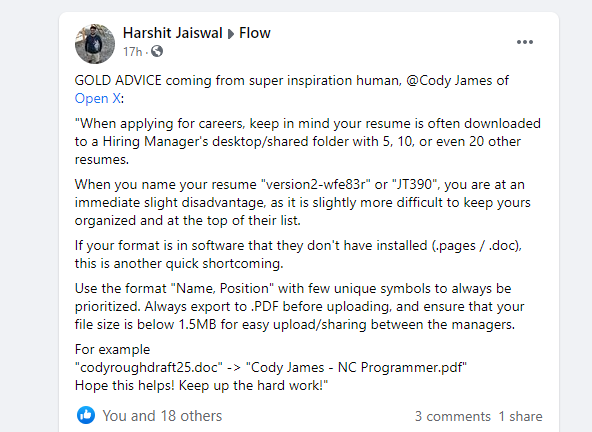 Harshit Jaiswal ▸ Flow
17h ·
GOLD ADVICE coming from super inspiration human, @Cody James of
Open X:
"When applying for careers, keep in mind your resume is often downloaded
to a Hiring Manager's desktop/shared folder with 5, 10, or even 20 other
resumes.
When you name your resume "version2-wfe83r" or "JT390", you are at an
immediate slight disadvantage, as it is slightly more difficult to keep yours
organized and at the top of their list.
If your format is in software that they don't have installed (.pages / .doc),
this is another quick shortcoming.
Use the format "Name, Position" with few unique symbols to always be
prioritized. Always export to .PDF before uploading, and ensure that your
file size is below 1.5MB for easy upload/sharing between the managers.
For example
"codyroughdraft25.doc" -> "Cody James - NC Programmer.pdf"
Hope this helps! Keep up the hard work!"
You and 18 others
3 comments 1 share